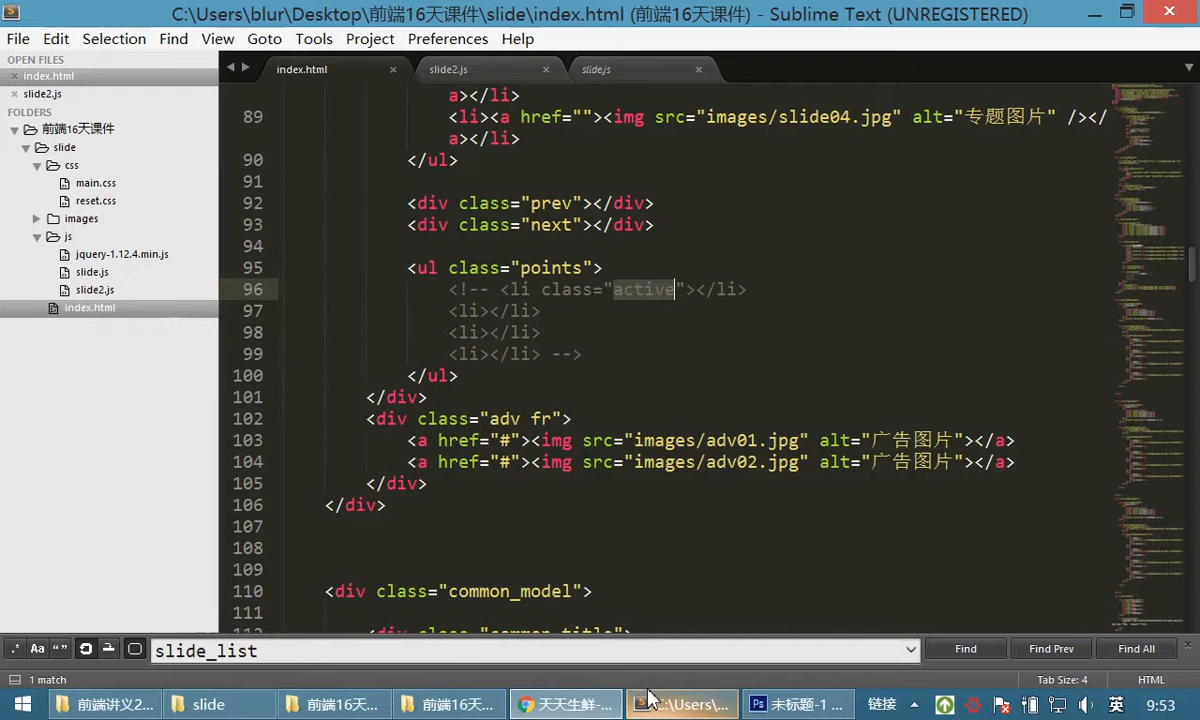 C:\Users\blur\Desktop\前端16天课件\slide\index.html (前端16天课件) - Sublime Text (UNREGISTERED)
File Edit Selection Find View Goto Tools Project Preferences Help
OPEN FILES
index.html
slide2.js
FOLDERS
前端16天课件
slide
css
main.css
reset.css
images
js
jquery-1.12.4.min.js
slide.js
slide2.js
index.html
index.html slide2.js slide.js
a></li>
89 <li><a href=""><img src="images/slide04.jpg" alt="专题图片" /></
a></li>
90 </ul>
91
92 <div class="prev"></div>
93 <div class="next"></div>
94
95 <ul class="points">
96 <!-- <li class="active"></li>
97 <li></li>
98 <li></li>
99 <li></li> -->
100 </ul>
101 </div>
102 <div class="adv fr">
103 <a href="#"><img src="images/adv01.jpg" alt="广告图片"></a>
104 <a href="#"><img src="images/adv02.jpg" alt="广告图片"></a>
105 </div>
106 </div>
107
108
109
110 <div class="common_model">
111
112 <div class="common_title">
.* Aa “” slide_list Find Find Prev Find All
1 match Tab Size: 4 HTML
前端讲义2... slide 前端16天... 前端16天... 天天生鲜-... C:\Users\... 未标题-1 ... 链接 英 9:53